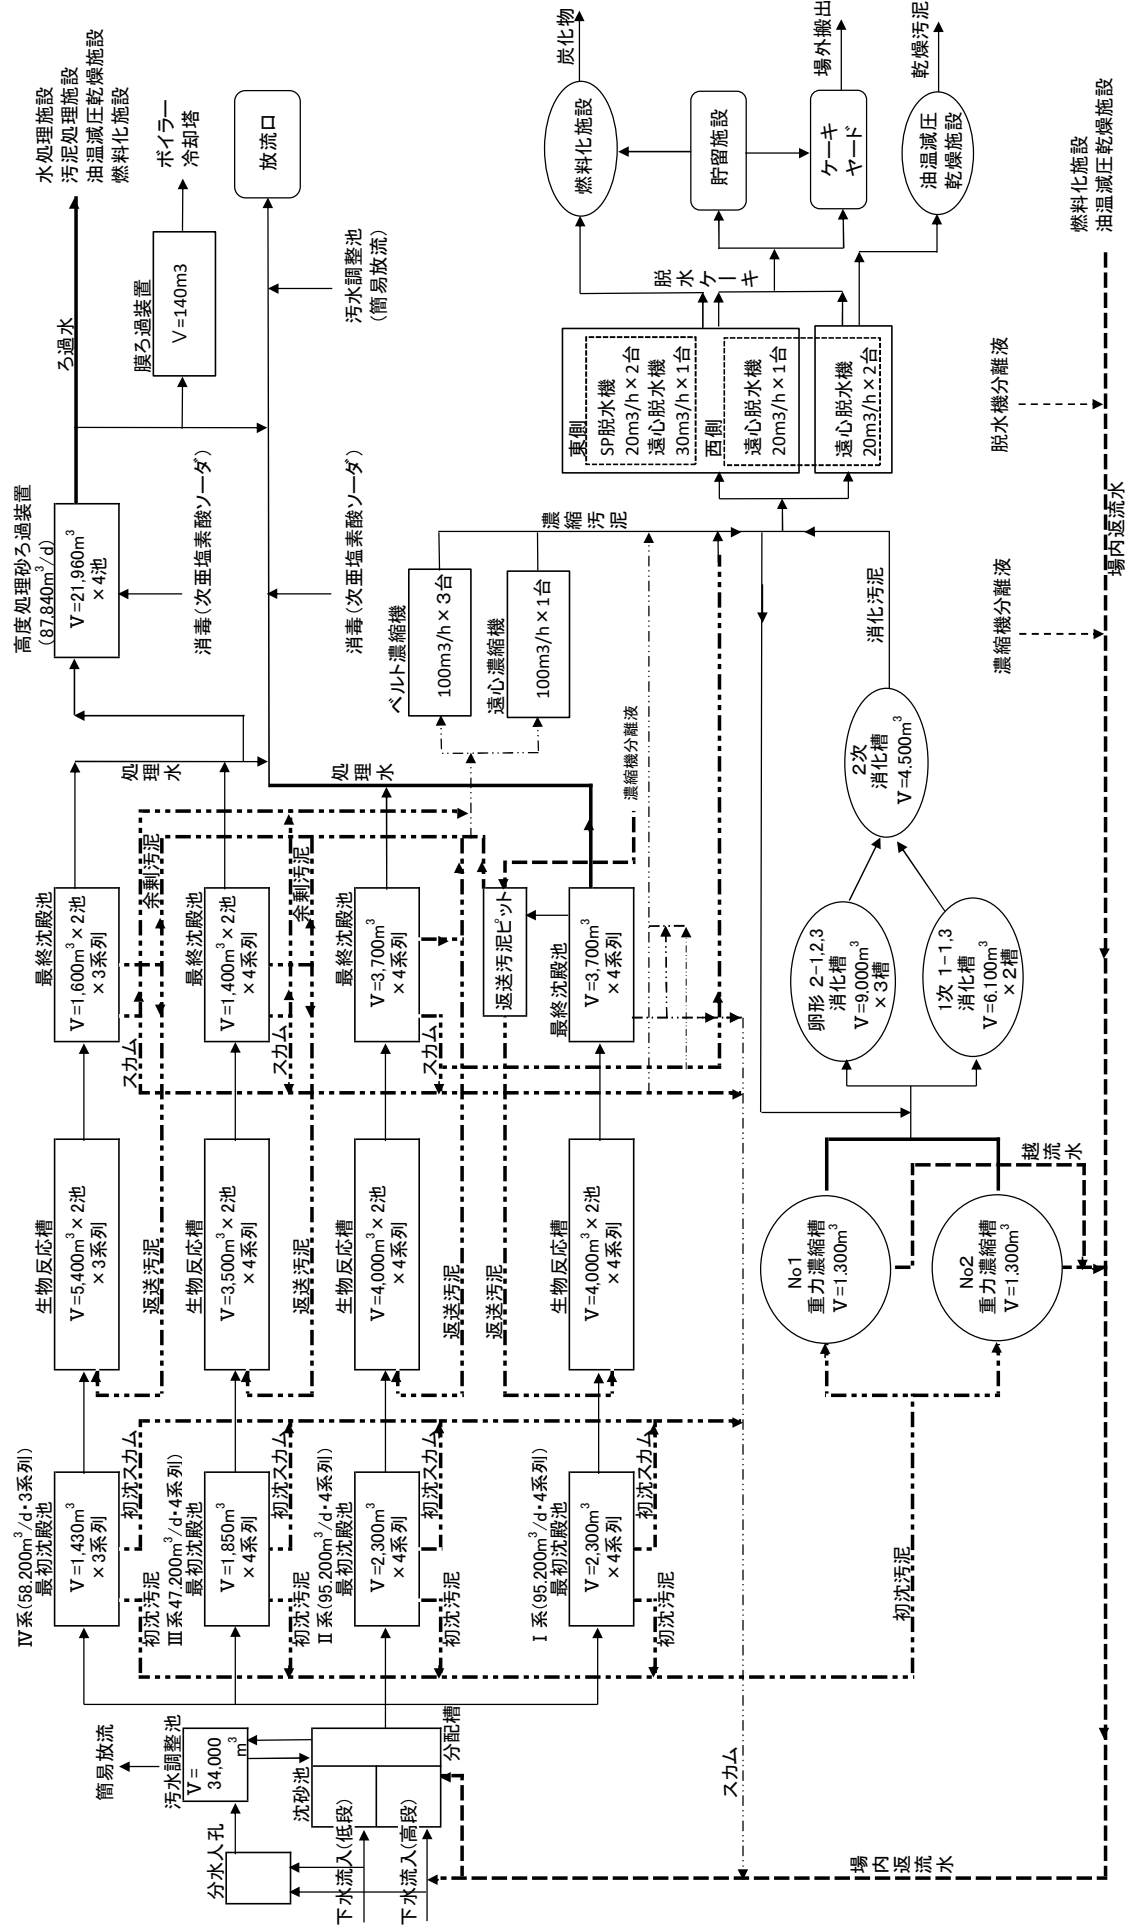 水処理施設
汚泥処理施設
油温減圧乾燥施設
燃料化施設
ボイラー
冷却塔
放流口
ろ過水
膜ろ過装置
V=140m3
汚水調整池
(簡易放流)
高度処理砂ろ過装置
(87.840m³/d)
V=21,960m³
×4池
消毒(次亜塩素酸ソーダ)
消毒(次亜塩素酸ソーダ)
処理水
処理水
Ⅳ系(58.200m³/d・3系列)
最初沈殿池
V=1,430m³
×3系列
初沈スカム
初沈汚泥
生物反応槽
V=5,400m³×2池
×3系列
返送汚泥
最終沈殿池
V=1,600m³×2池
×3系列
スカム
余剰汚泥
Ⅲ系47.200m³/d・4系列)
最初沈殿池
V=1,850m³
×4系列
初沈スカム
初沈汚泥
生物反応槽
V=3,500m³×2池
×4系列
返送汚泥
最終沈殿池
V=1,400m³×2池
×4系列
スカム
余剰汚泥
Ⅱ系(95.200m³/d・4系列)
最初沈殿池
V=2,300m³
×4系列
初沈スカム
初沈汚泥
生物反応槽
V=4,000m³×2池
×4系列
返送汚泥
最終沈殿池
V=3,700m³
×4系列
スカム
返送汚泥ピット
Ⅰ系(95.200m³/d・4系列)
最初沈殿池
V=2,300m³
×4系列
初沈スカム
初沈汚泥
返送汚泥
生物反応槽
V=4,000m³×2池
×4系列
最終沈殿池
V=3,700m³
×4系列
簡易放流
汚水調整池
V=
34,000
m³
分水人孔
沈砂池
分配槽
下水流入(低段)
下水流入(高段)
スカム
場内返流水
初沈汚泥
No1
重力濃縮槽
V=1.300m³
No2
重力濃縮槽
V=1.300m³
越流水
卵形 2-1,2,3
消化槽
V=9.000m³
×3槽
1次 1-1,3
消化槽
V=6.100m³
×2槽
2次
消化槽
V=4.500m³
消化汚泥
濃縮機分離液
ベルト濃縮機
100m3/h×3台
遠心濃縮機
100m3/h×1台
濃縮汚泥
東側
SP脱水機
20m3/h×2台
遠心脱水機
30m3/h×1台
西側
遠心脱水機
20m3/h×1台
遠心脱水機
20m3/h×2台
脱水ケーキ
燃料化施設
炭化物
貯留施設
ケーキ
ヤード
場外搬出
油温減圧
乾燥施設
乾燥汚泥
燃料化施設
油温減圧乾燥施設
脱水機分離液
濃縮機分離液
場内返流水